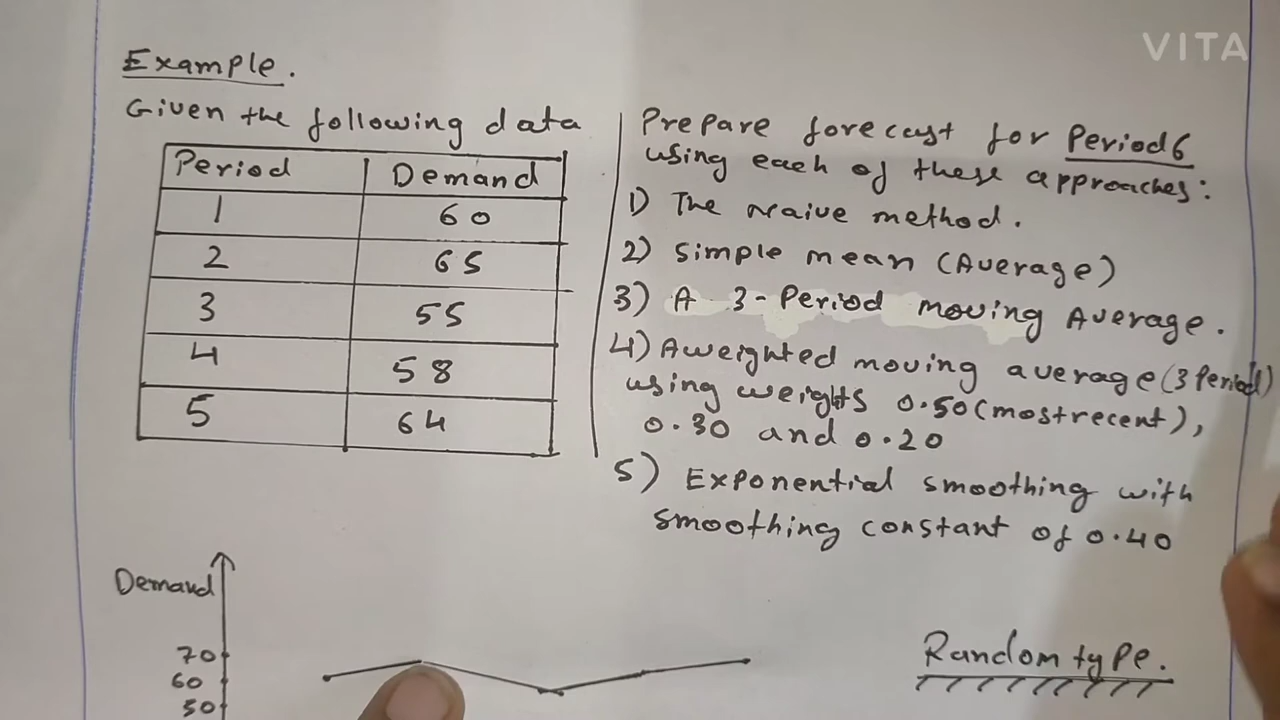 VITA
Example.
Given the following data
Period Demand
1 60
2 65
3 55
4 58
5 64
Prepare forecast for Period 6
using each of these approaches:
1) The naive method.
2) Simple mean (Average)
3) A 3-Period moving Average.
4) A weighted moving average (3 Period)
using weights 0.50 (most recent),
0.30 and 0.20
5) Exponential smoothing with
smoothing constant of 0.40
Demand
70
60
50
Random type.